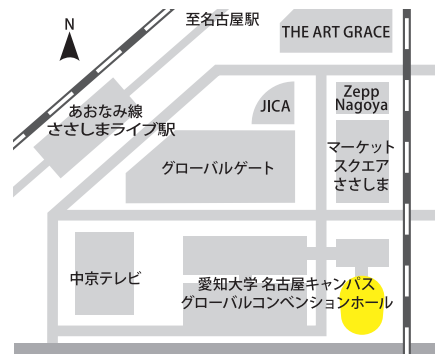 N
至名古屋駅
THE ART GRACE
あおなみ線
ささしまライブ駅
JICA
Zepp
Nagoya
グローバルゲート
マーケット
スクエア
ささしま
中京テレビ
愛知大学 名古屋キャンパス
グローバルコンベンションホール